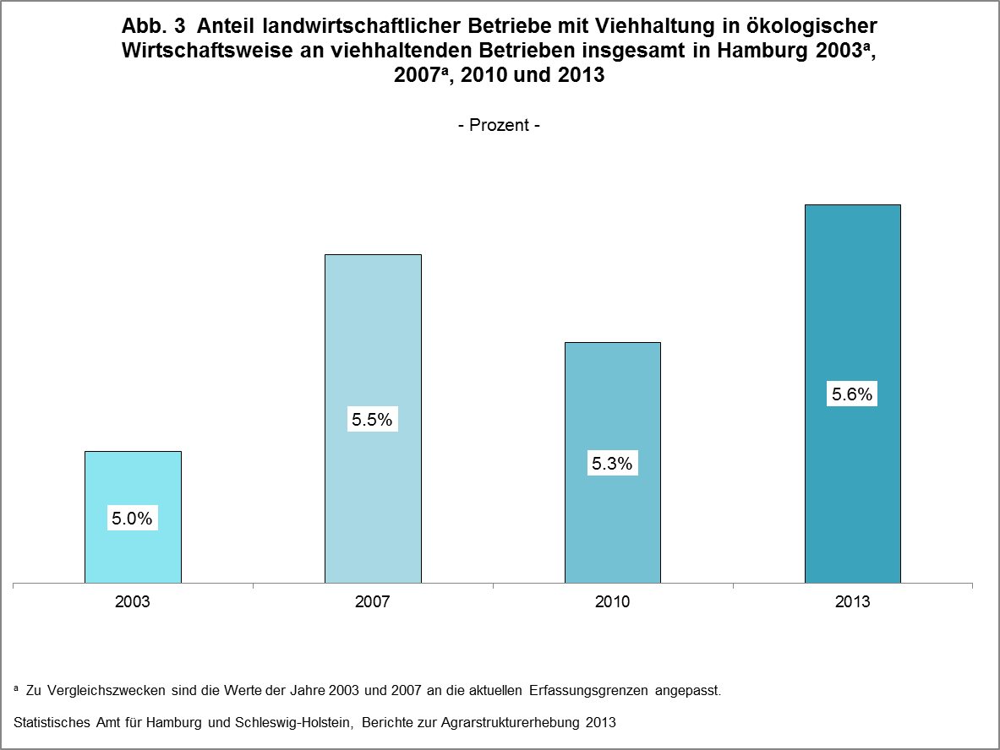 Abb. 3  Anteil landwirtschaftlicher Betriebe mit Viehhaltung in ökologischer
Wirtschaftsweise an viehhaltenden Betrieben insgesamt in Hamburg 2003ᵃ,
2007ᵃ, 2010 und 2013
- Prozent -
5.6%
5.5%
5.3%
5.0%
2003 2007 2010 2013
ᵃ Zu Vergleichszwecken sind die Werte der Jahre 2003 und 2007 an die aktuellen Erfassungsgrenzen angepasst.
Statistisches Amt für Hamburg und Schleswig-Holstein, Berichte zur Agrarstrukturerhebung 2013